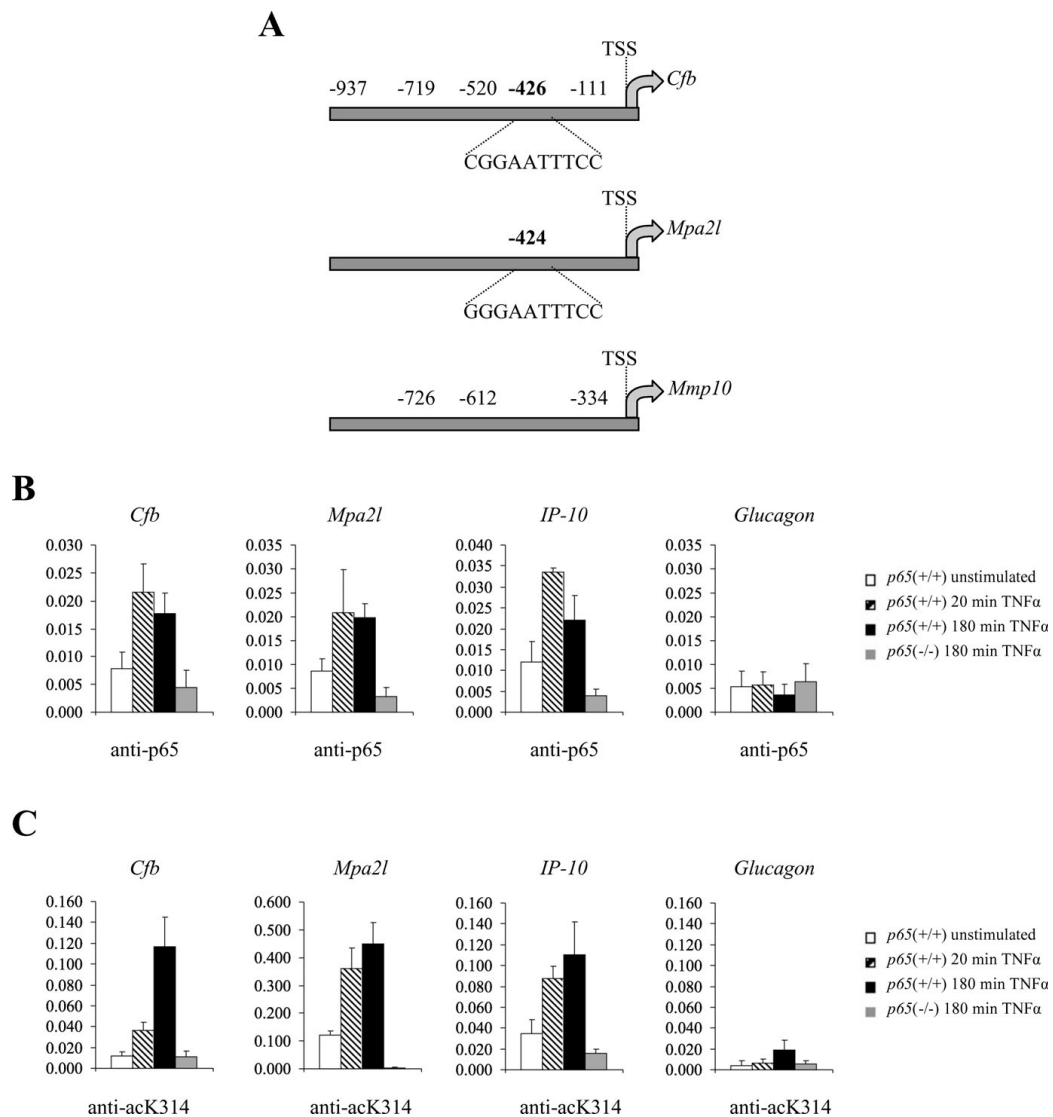 A
TSS
Cfb
-937 -719 -520 -426 -111
CGGAATTTCC
TSS
Mpa2l
-424
GGGAATTTCC
TSS
Mmp10
-726 -612 -334
B
Cfb Mpa2l IP-10 Glucagon
0.030
0.025
0.020
0.015
0.010
0.005
0.000
anti-p65
0.035
0.030
0.025
0.020
0.015
0.010
0.005
0.000
anti-p65
0.040
0.035
0.030
0.025
0.020
0.015
0.010
0.005
0.000
anti-p65
0.035
0.030
0.025
0.020
0.015
0.010
0.005
0.000
anti-p65
p65(+/+) unstimulated
p65(+/+) 20 min TNFα
p65(+/+) 180 min TNFα
p65(-/-) 180 min TNFα
C
Cfb Mpa2l IP-10 Glucagon
0.160
0.140
0.120
0.100
0.080
0.060
0.040
0.020
0.000
anti-acK314
0.600
0.500
0.400
0.300
0.200
0.100
0.000
anti-acK314
0.160
0.140
0.120
0.100
0.080
0.060
0.040
0.020
0.000
anti-acK314
0.160
0.140
0.120
0.100
0.080
0.060
0.040
0.020
0.000
anti-acK314
p65(+/+) unstimulated
p65(+/+) 20 min TNFα
p65(+/+) 180 min TNFα
p65(-/-) 180 min TNFα